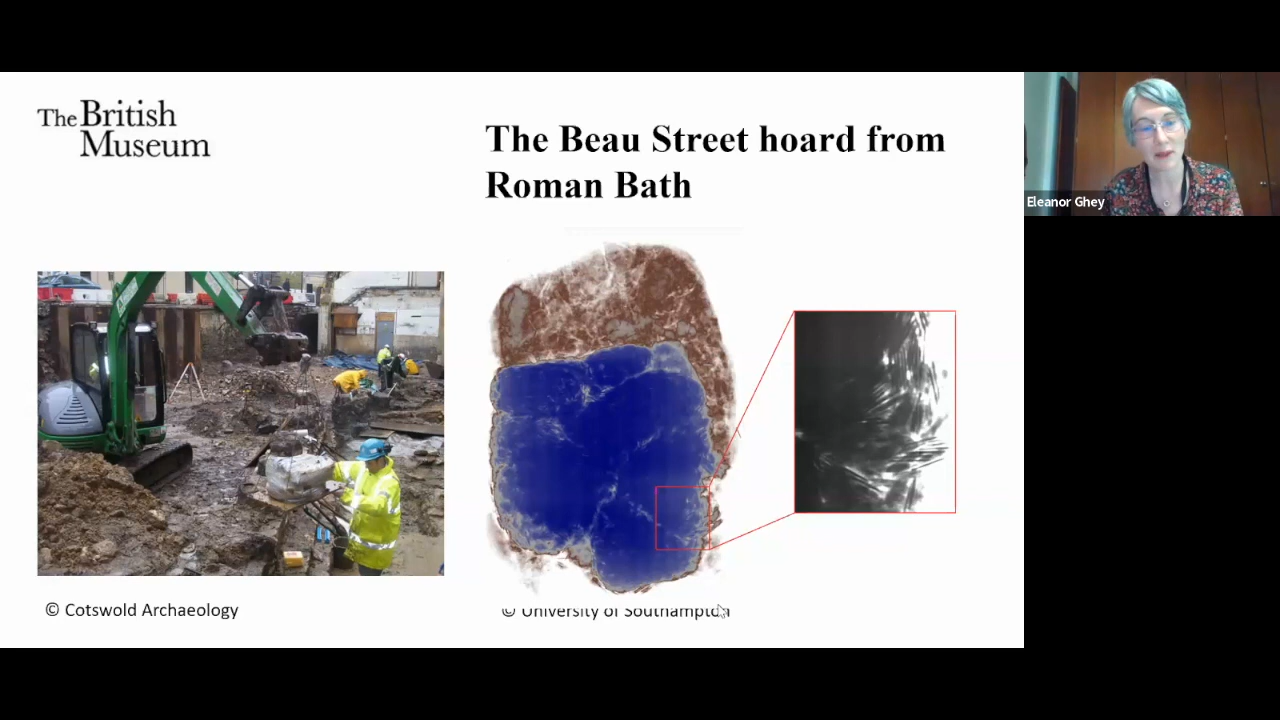 The British
Museum
The Beau Street hoard from
Roman Bath
Eleanor Ghey
© Cotswold Archaeology
© University of Southampton